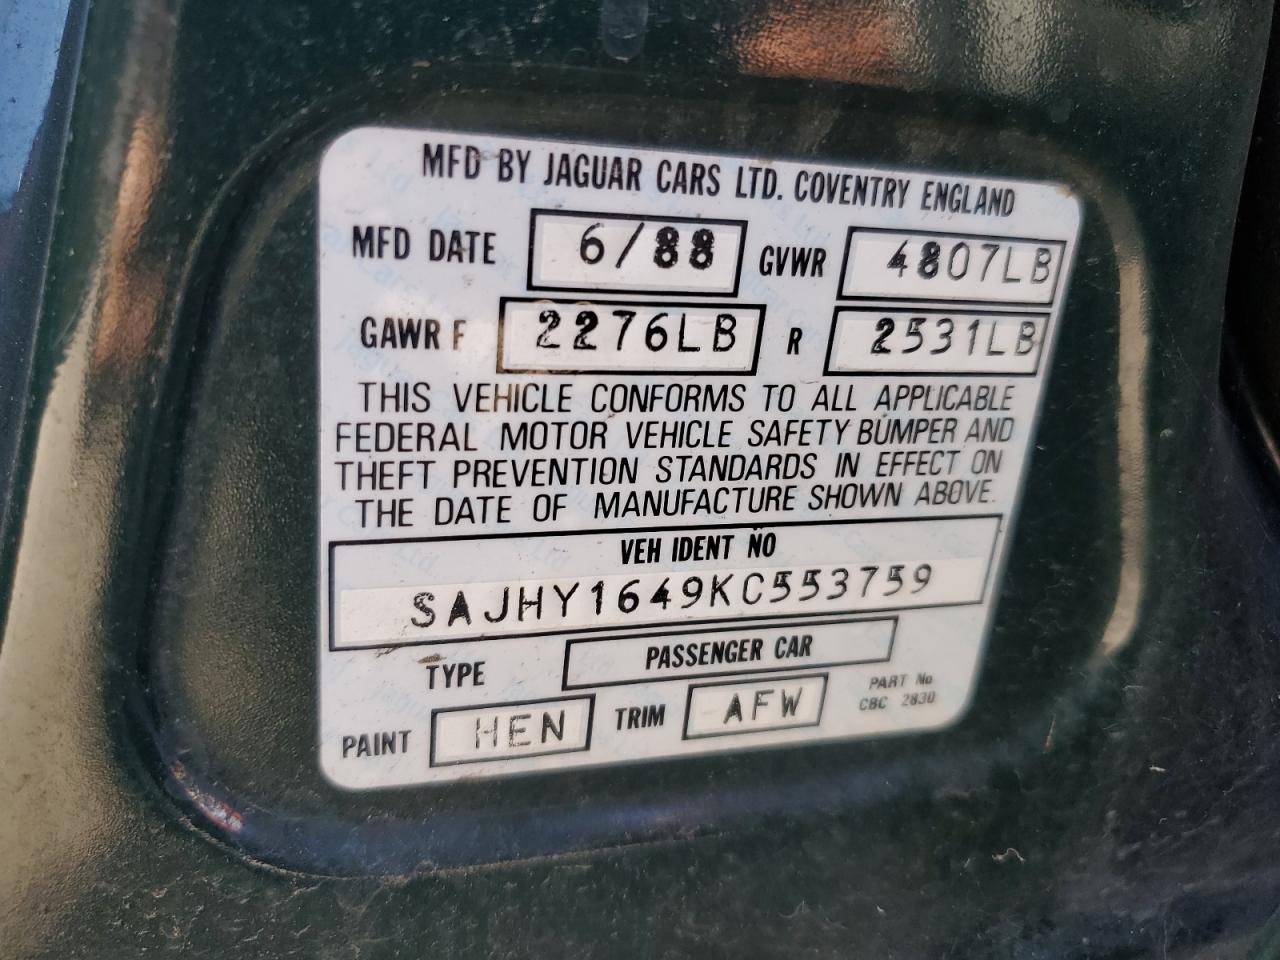 MFD BY JAGUAR CARS LTD. COVENTRY ENGLAND
MFD DATE 6/88 GVWR 4807LB
GAWR F 2276LB R 2531LB
THIS VEHICLE CONFORMS TO ALL APPLICABLE
FEDERAL MOTOR VEHICLE SAFETY BUMPER AND
THEFT PREVENTION STANDARDS IN EFFECT ON
THE DATE OF MANUFACTURE SHOWN ABOVE.
VEH IDENT NO
SAJHY1649KC553759
TYPE PASSENGER CAR
PAINT HEN TRIM AFW PART No
CBC 2830